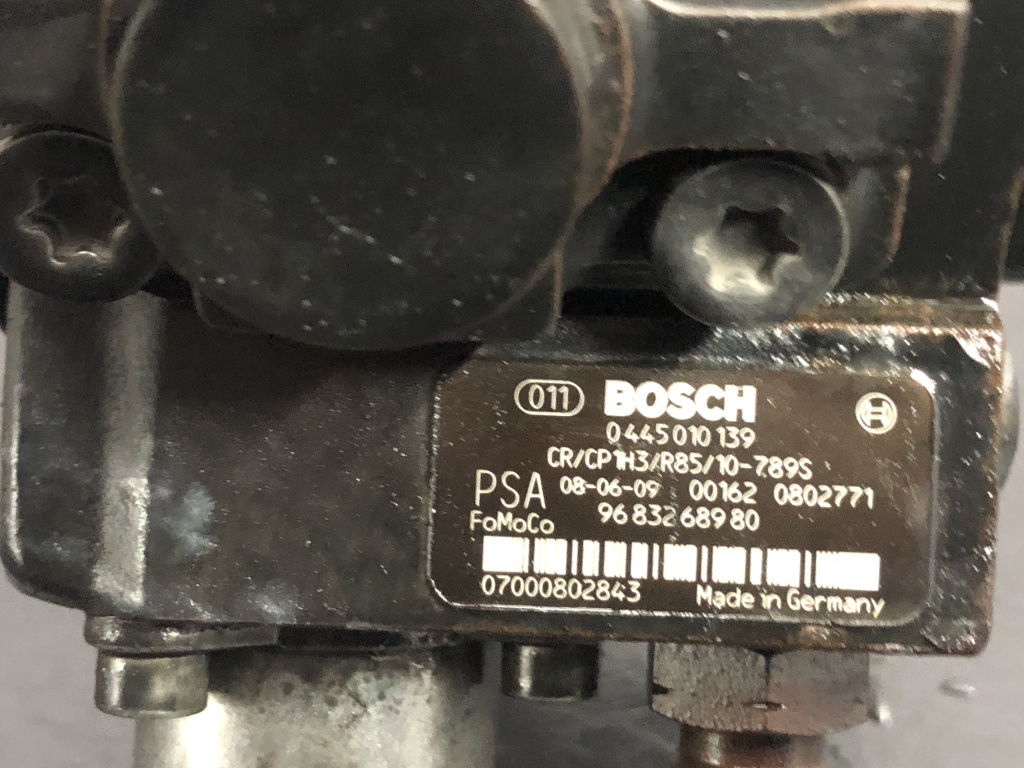 011 BOSCH
0 445 010 139
CR/CP1H3/R85/10-789S
PSA 08-06-09 00162 0802771
FoMoCo 96 832 689 80
07000802843 Made in Germany